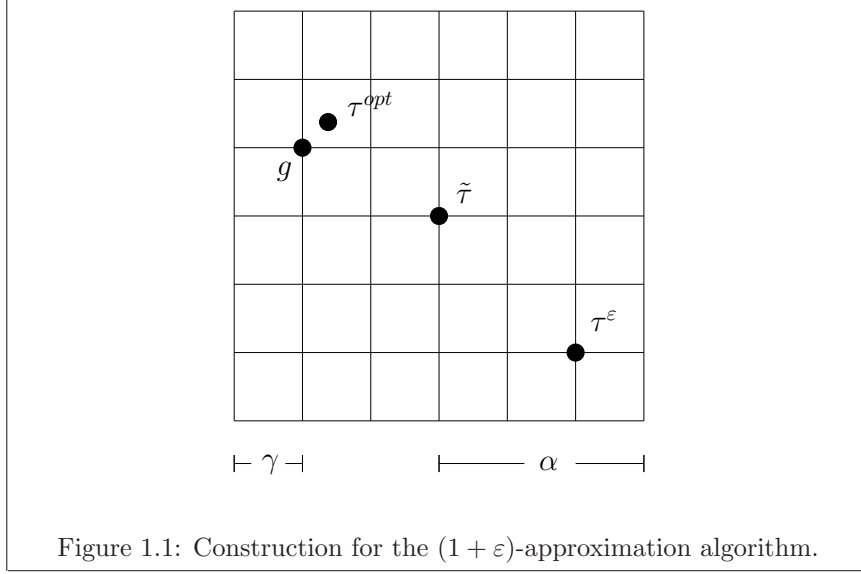 τ^{opt}
g
τ̃
τ^ε
γ
α
Figure 1.1: Construction for the (1 + ε)-approximation algorithm.